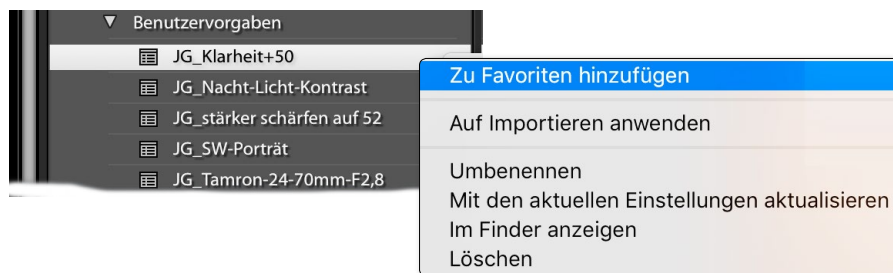 Benutzervorgaben
JG_Klarheit+50
JG_Nacht-Licht-Kontrast
JG_stärker schärfen auf 52
JG_SW-Porträt
JG_Tamron-24-70mm-F2,8
Zu Favoriten hinzufügen
Auf Importieren anwenden
Umbenennen
Mit den aktuellen Einstellungen aktualisieren
Im Finder anzeigen
Löschen